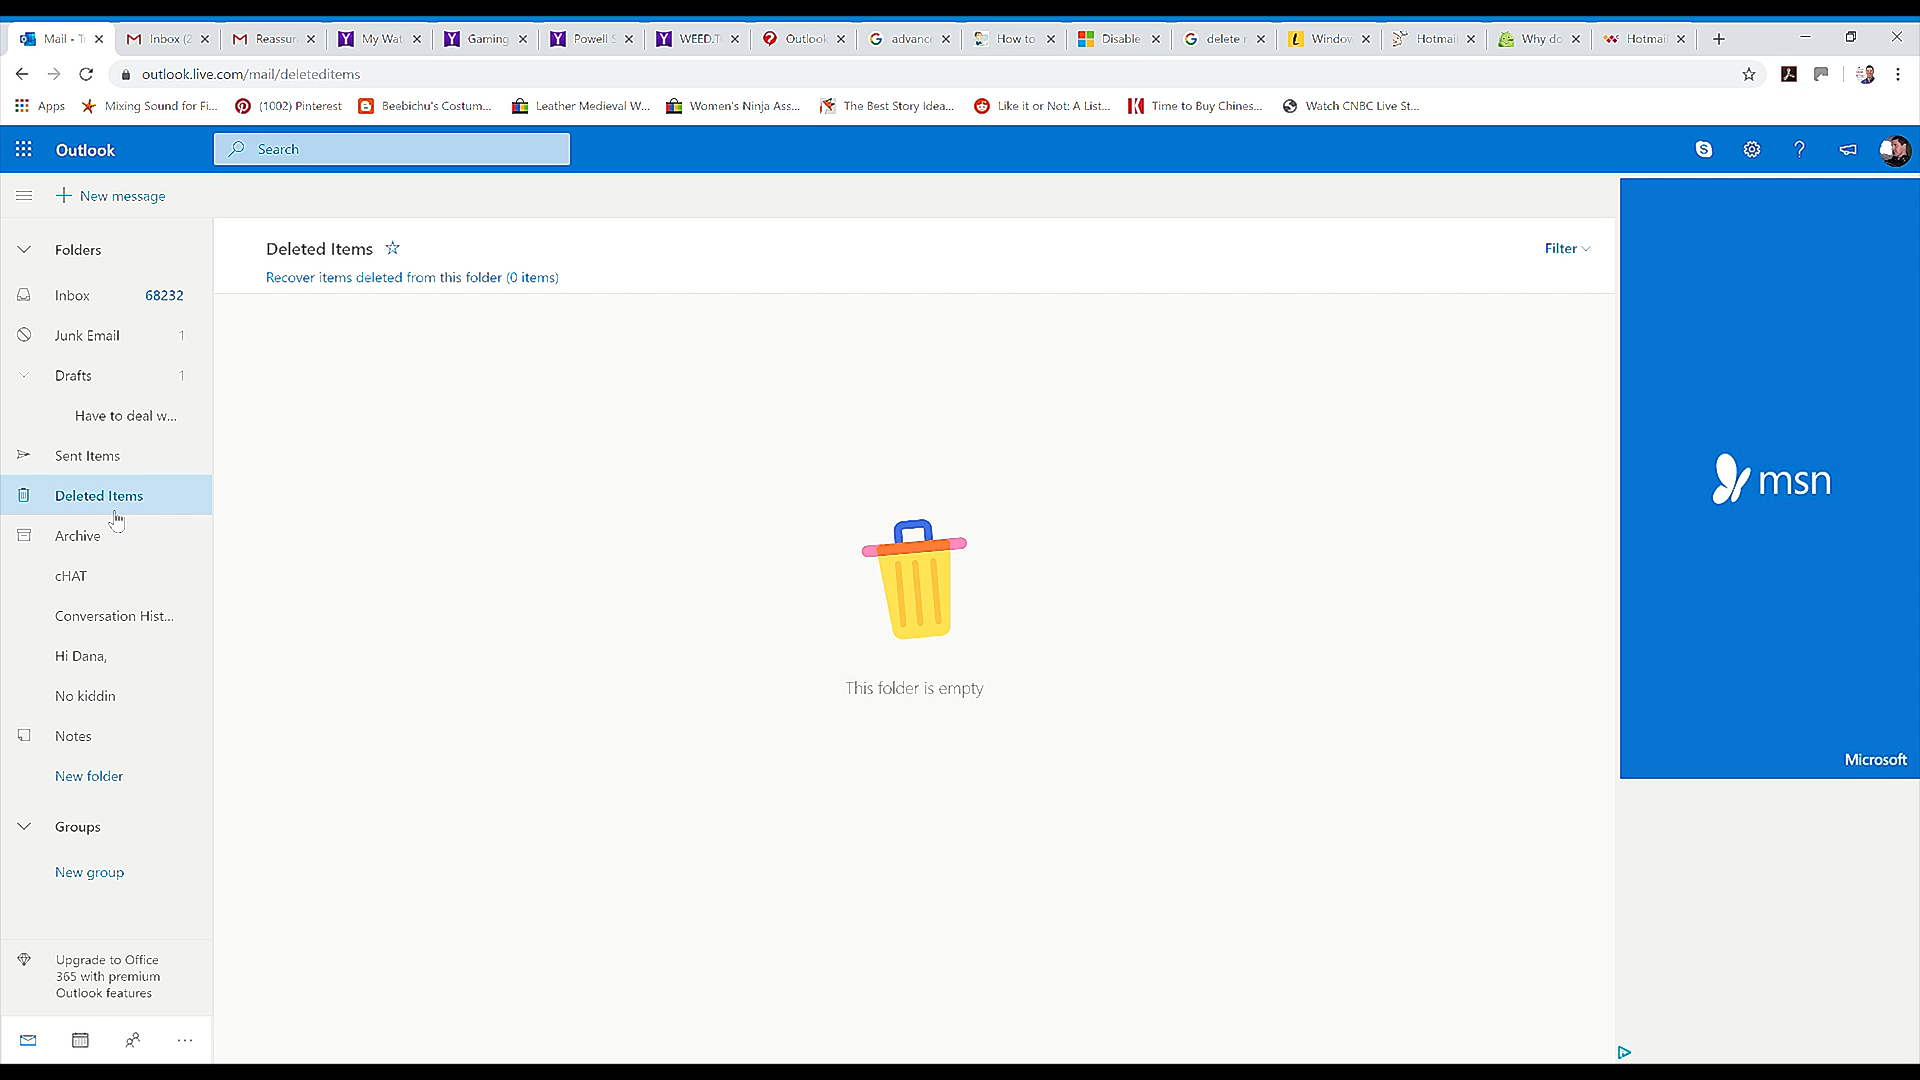 Mail - T
Inbox (2
Reassur
My Wat
Gaming
Powell S
WEED.T
Outlook
advanc
How to
Disable
delete r
Window
Hotmai
Why do
Hotmai
outlook.live.com/mail/deleteditems
Apps
Mixing Sound for Fi...
(1002) Pinterest
Beebichu's Costum...
Leather Medieval W...
Women's Ninja Ass...
The Best Story Idea...
Like it or Not: A List...
Time to Buy Chines...
Watch CNBC Live St...
Outlook
Search
New message
Folders
Inbox 68232
Junk Email 1
Drafts 1
Have to deal w...
Sent Items
Deleted Items
Archive
cHAT
Conversation Hist...
Hi Dana,
No kiddin
Notes
New folder
Groups
New group
Upgrade to Office
365 with premium
Outlook features
Deleted Items
Filter
Recover items deleted from this folder (0 items)
This folder is empty
msn
Microsoft